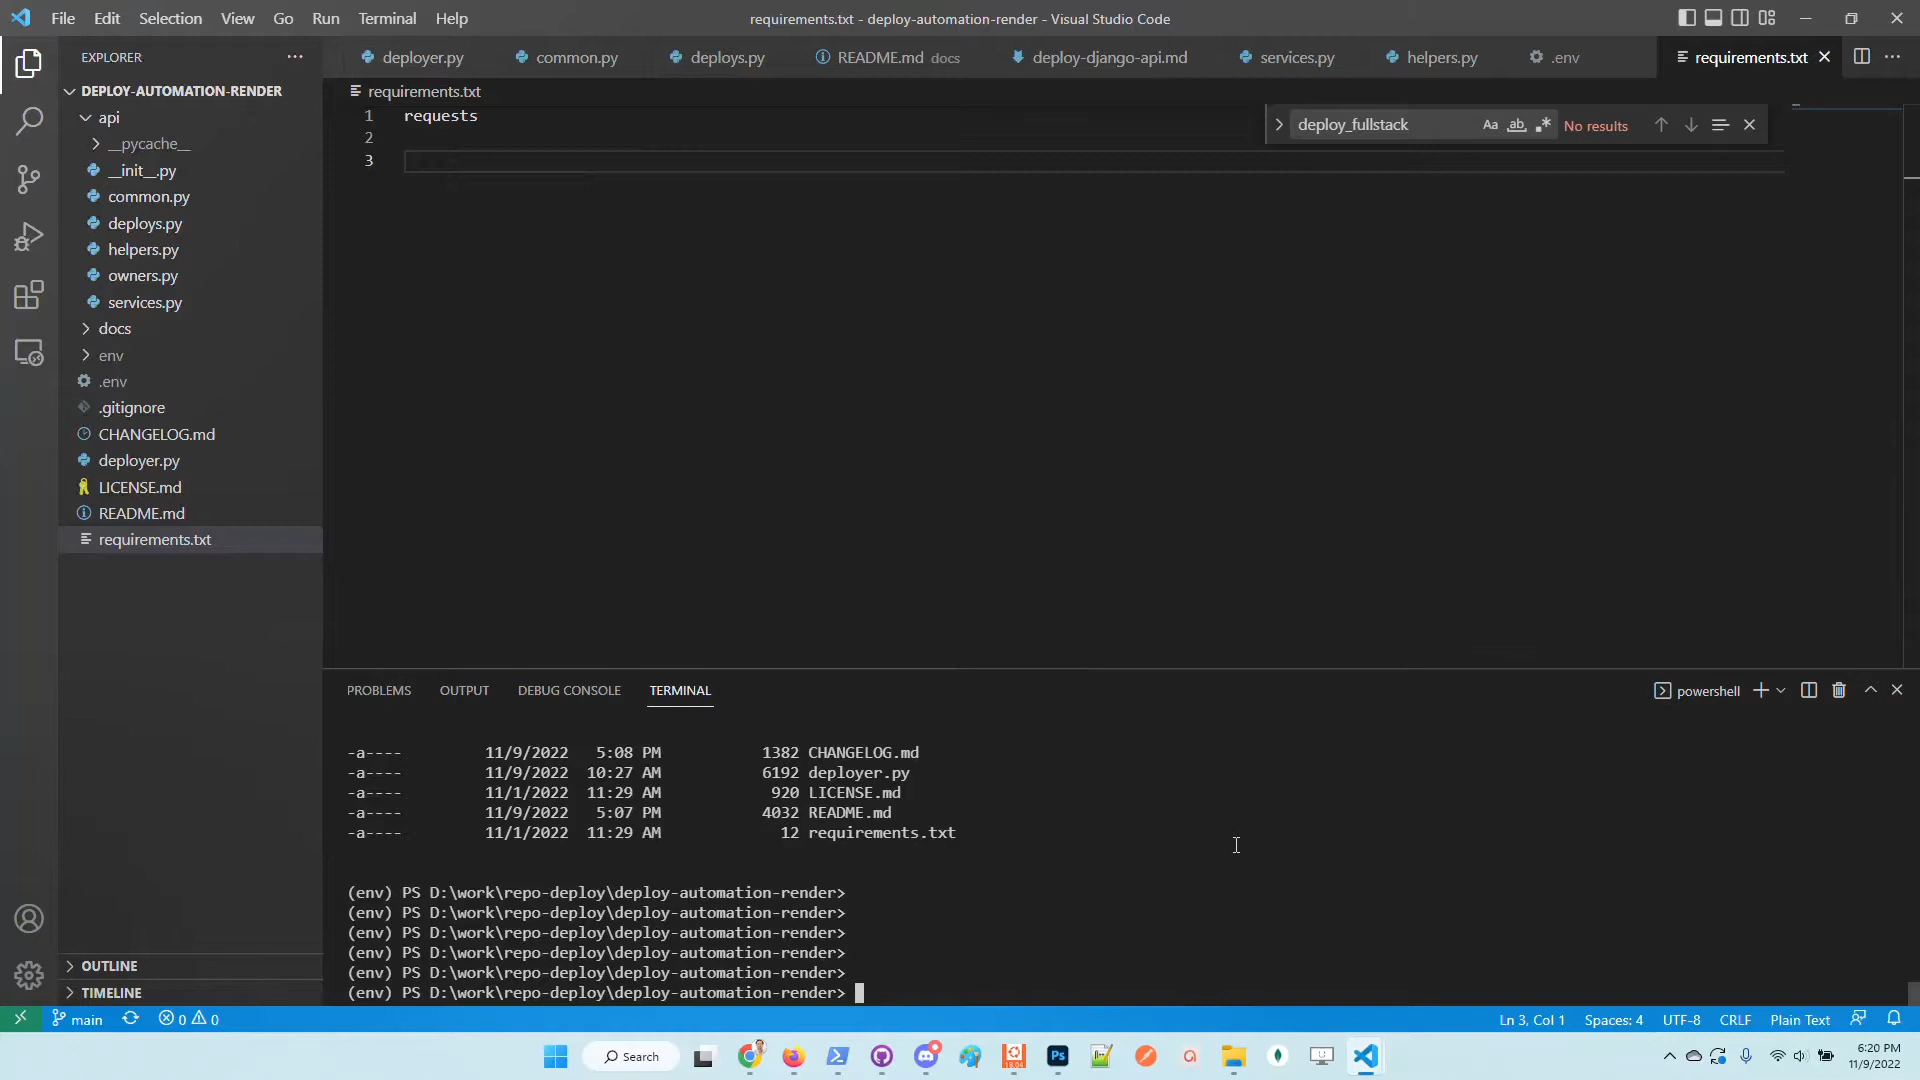 File Edit Selection View Go Run Terminal Help
requirements.txt - deploy-automation-render - Visual Studio Code
EXPLORER
deployer.py
common.py
deploys.py
README.md docs
deploy-django-api.md
services.py
helpers.py
.env
requirements.txt
DEPLOY-AUTOMATION-RENDER
api
__pycache__
__init__.py
common.py
deploys.py
helpers.py
owners.py
services.py
docs
env
.env
.gitignore
CHANGELOG.md
deployer.py
LICENSE.md
README.md
requirements.txt
OUTLINE
TIMELINE
requirements.txt
1 requests
2
3
deploy_fullstack Aa ab .* No results
PROBLEMS OUTPUT DEBUG CONSOLE TERMINAL
powershell
-a---- 11/9/2022 5:08 PM 1382 CHANGELOG.md
-a---- 11/9/2022 10:27 AM 6192 deployer.py
-a---- 11/1/2022 11:29 AM 920 LICENSE.md
-a---- 11/9/2022 5:07 PM 4032 README.md
-a---- 11/1/2022 11:29 AM 12 requirements.txt
(env) PS D:\work\repo-deploy\deploy-automation-render>
(env) PS D:\work\repo-deploy\deploy-automation-render>
(env) PS D:\work\repo-deploy\deploy-automation-render>
(env) PS D:\work\repo-deploy\deploy-automation-render>
(env) PS D:\work\repo-deploy\deploy-automation-render>
(env) PS D:\work\repo-deploy\deploy-automation-render>
main 0 0
Ln 3, Col 1 Spaces: 4 UTF-8 CRLF Plain Text
Search
Ps
18.04
6:20 PM
11/9/2022